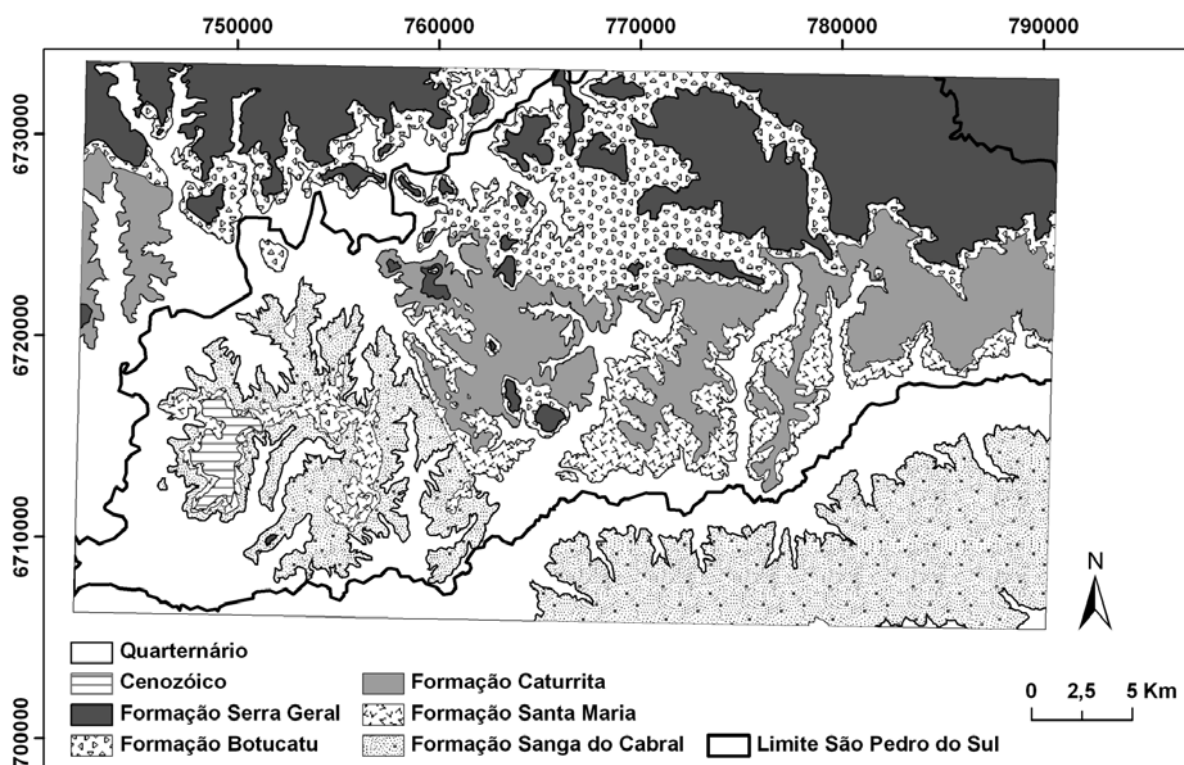 750000 760000 770000 780000 790000
6730000
6720000
6710000
6700000
N
Quarternário
Cenozóico
Formação Serra Geral
Formação Botucatu
Formação Caturrita
Formação Santa Maria
Formação Sanga do Cabral
Limite São Pedro do Sul
0 2,5 5 Km